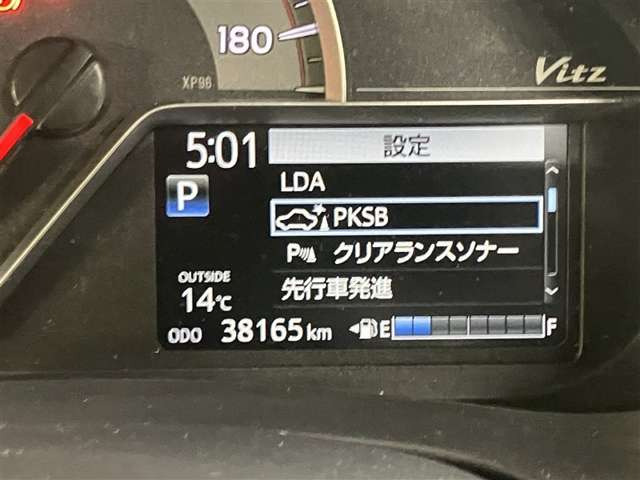 180
XP96
Vitz
5:01
設定
P
LDA
PKSB
P クリアランスソナー
先行車発進
OUTSIDE
14℃
ODO 38165 km
E F